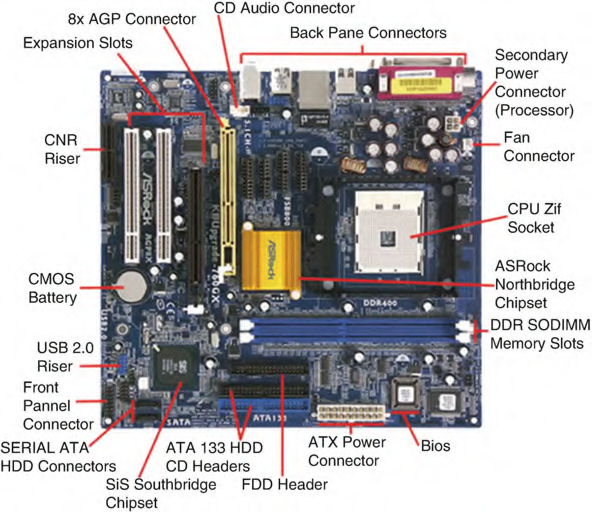 CD Audio Connector
8x AGP Connector
Expansion Slots
Back Pane Connectors
Secondary
Power
Connector
(Processor)
Fan
Connector
CNR
Riser
CPU Zif
Socket
ASRock
AGP8X
K8Upgrade-760GX
FSB800
ASRock
ASRock
Northbridge
Chipset
CMOS
Battery
DDR400
DDR SODIMM
Memory Slots
USB 2.0
Riser
Front
Pannel
Connector
SATA
ATA133
SERIAL ATA
HDD Connectors
ATA 133 HDD
CD Headers
ATX Power
Connector
Bios
SiS Southbridge
Chipset
FDD Header